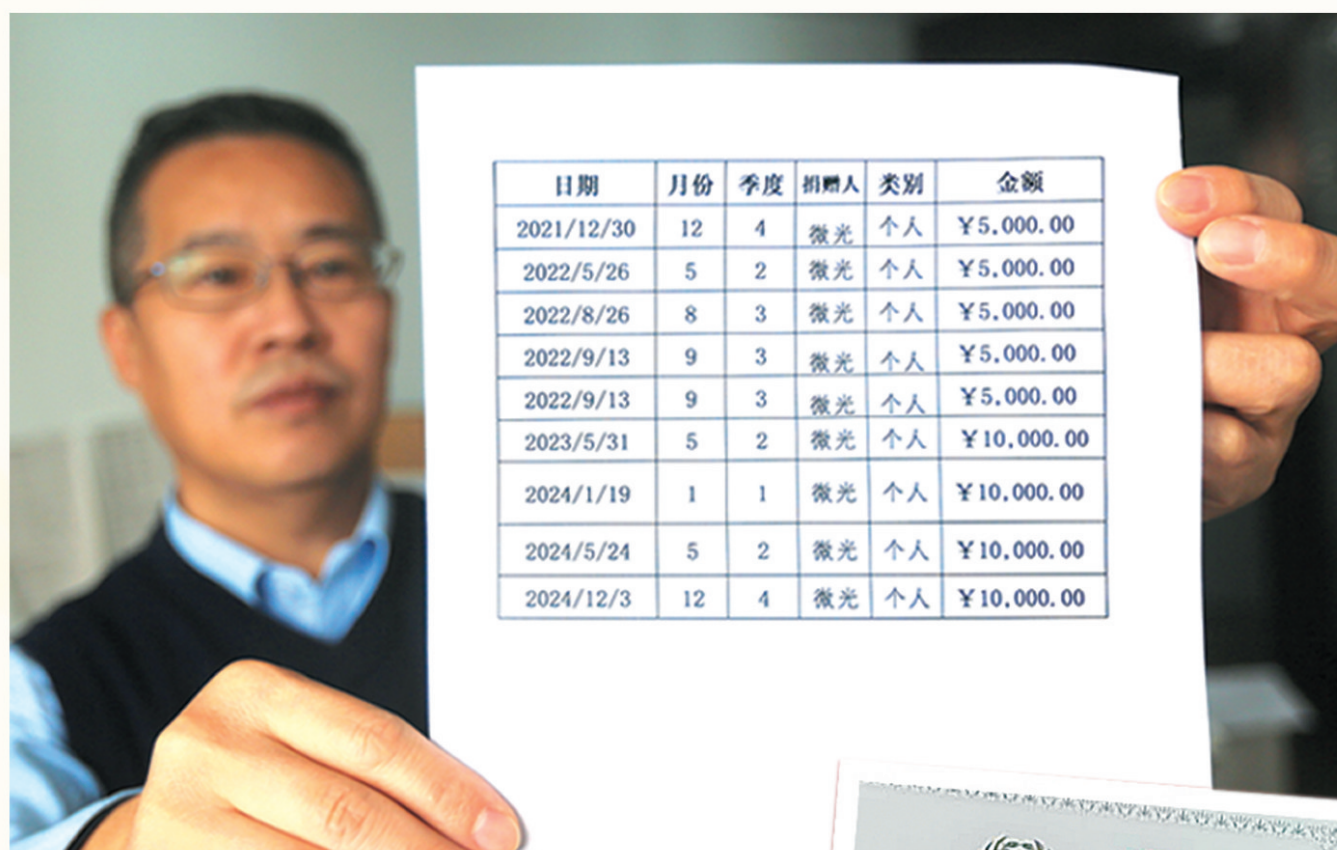 日期 月份 季度 捐赠人 类别 金额
2021/12/30 12 4 微光 个人 ¥5,000.00
2022/5/26 5 2 微光 个人 ¥5,000.00
2022/8/26 8 3 微光 个人 ¥5,000.00
2022/9/13 9 3 微光 个人 ¥5,000.00
2022/9/13 9 3 微光 个人 ¥5,000.00
2023/5/31 5 2 微光 个人 ¥10,000.00
2024/1/19 1 1 微光 个人 ¥10,000.00
2024/5/24 5 2 微光 个人 ¥10,000.00
2024/12/3 12 4 微光 个人 ¥10,000.00